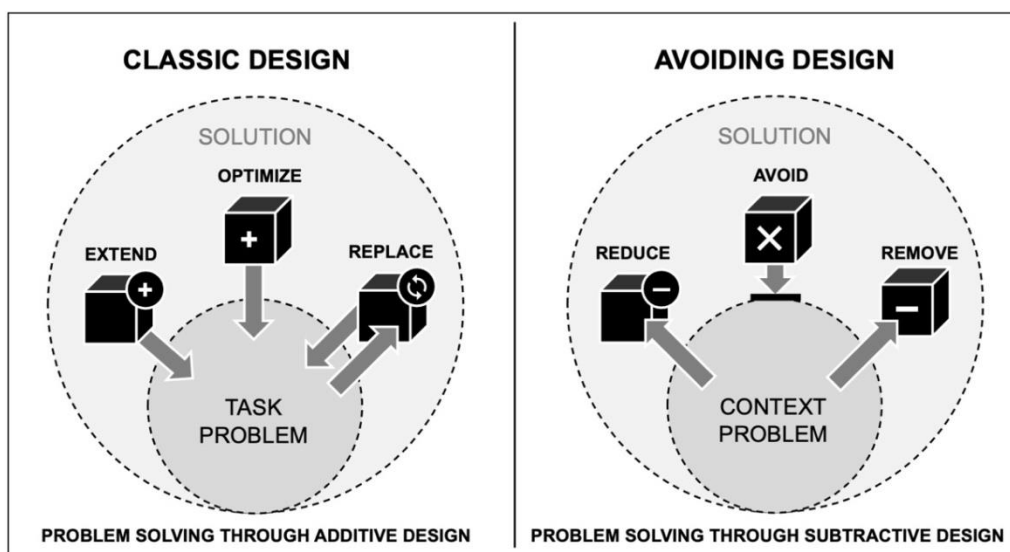 CLASSIC DESIGN
SOLUTION
OPTIMIZE
EXTEND
REPLACE
TASK
PROBLEM
PROBLEM SOLVING THROUGH ADDITIVE DESIGN
AVOIDING DESIGN
SOLUTION
AVOID
REDUCE
REMOVE
CONTEXT
PROBLEM
PROBLEM SOLVING THROUGH SUBTRACTIVE DESIGN